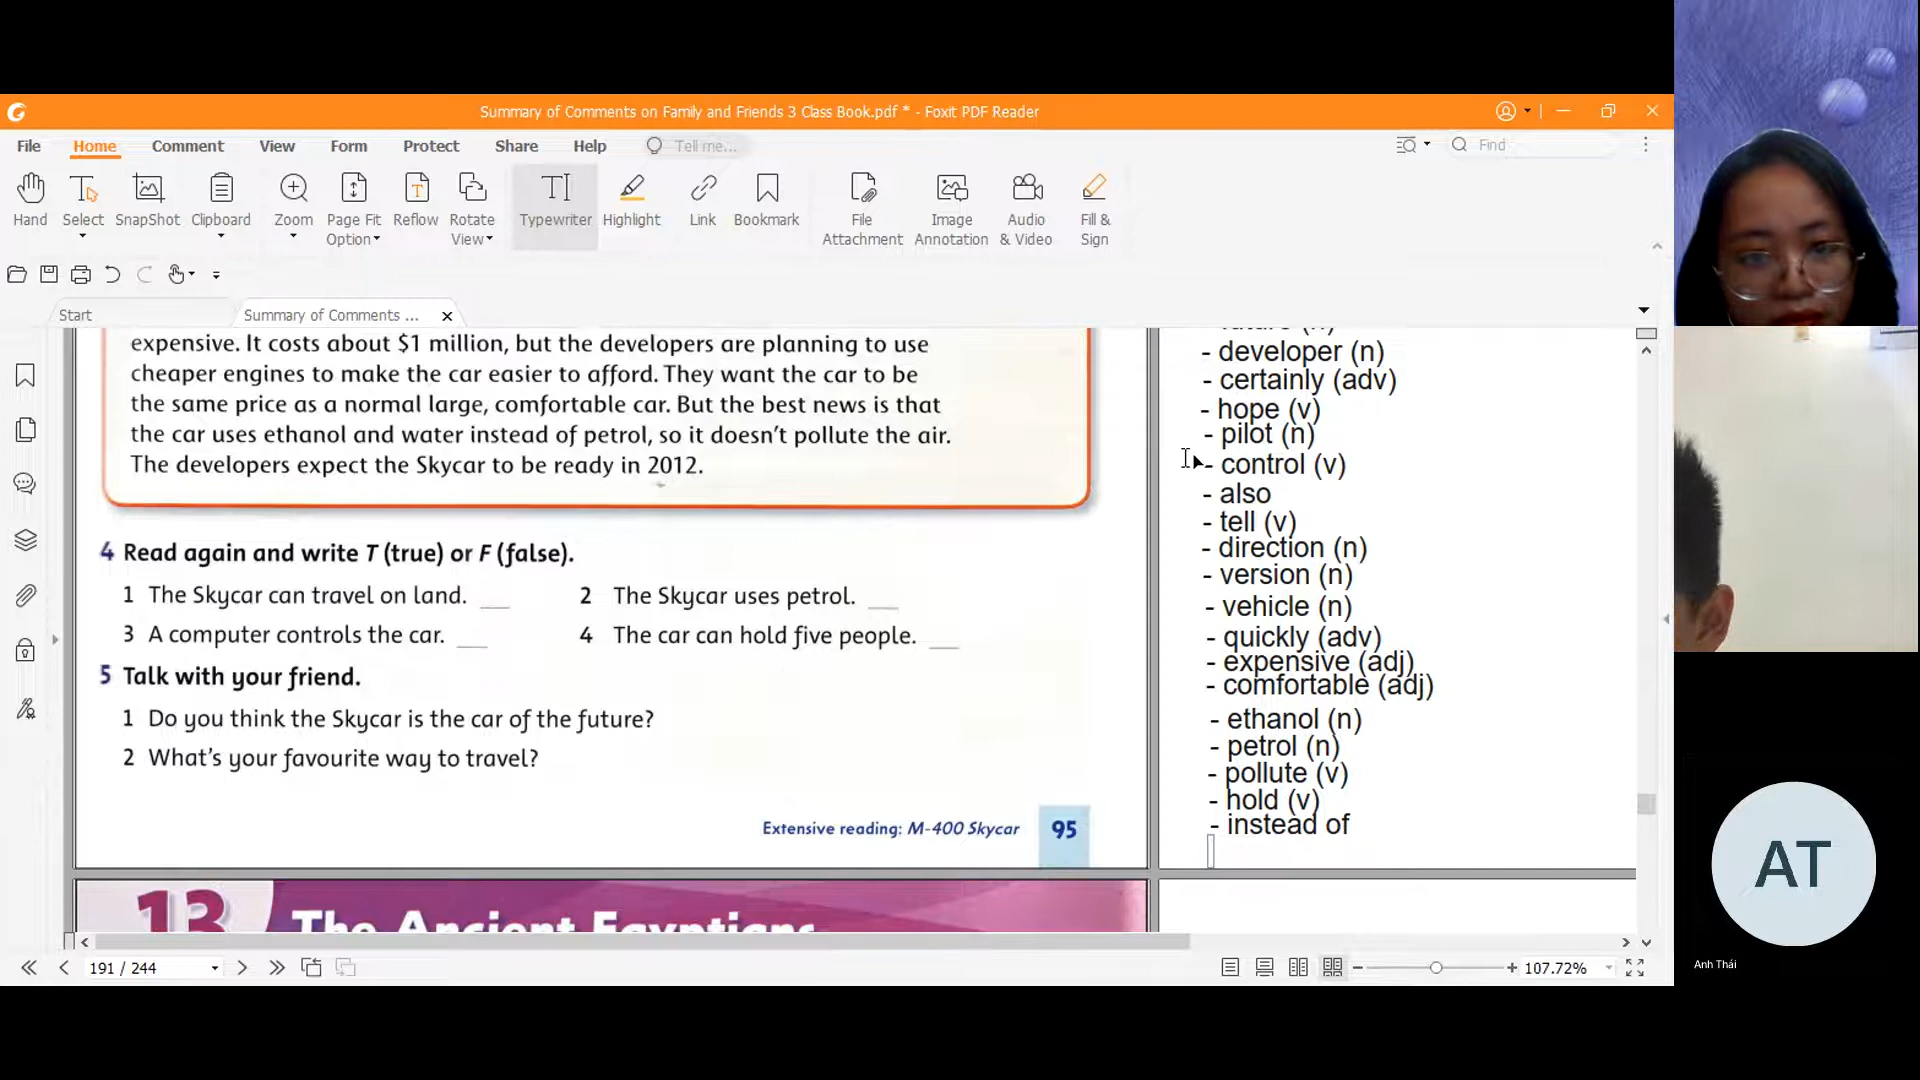 Summary of Comments on Family and Friends 3 Class Book.pdf * - Foxit PDF Reader
File Home Comment View Form Protect Share Help Tell me... Find
Hand Select SnapShot Clipboard Zoom Page Fit Option Reflow Rotate View Typewriter Highlight Link Bookmark File Attachment Image Annotation Audio & Video Fill & Sign
Start Summary of Comments ...
expensive. It costs about $1 million, but the developers are planning to use
cheaper engines to make the car easier to afford. They want the car to be
the same price as a normal large, comfortable car. But the best news is that
the car uses ethanol and water instead of petrol, so it doesn't pollute the air.
The developers expect the Skycar to be ready in 2012.
4 Read again and write T (true) or F (false).
1 The Skycar can travel on land. ___ 2 The Skycar uses petrol. ___
3 A computer controls the car. ___ 4 The car can hold five people. ___
5 Talk with your friend.
1 Do you think the Skycar is the car of the future?
2 What's your favourite way to travel?
Extensive reading: M-400 Skycar 95
13 The Ancient Egyptians
- developer (n)
- certainly (adv)
- hope (v)
- pilot (n)
- control (v)
- also
- tell (v)
- direction (n)
- version (n)
- vehicle (n)
- quickly (adv)
- expensive (adj)
- comfortable (adj)
- ethanol (n)
- petrol (n)
- pollute (v)
- hold (v)
- instead of
191 / 244 107.72%
AT
Anh Thái